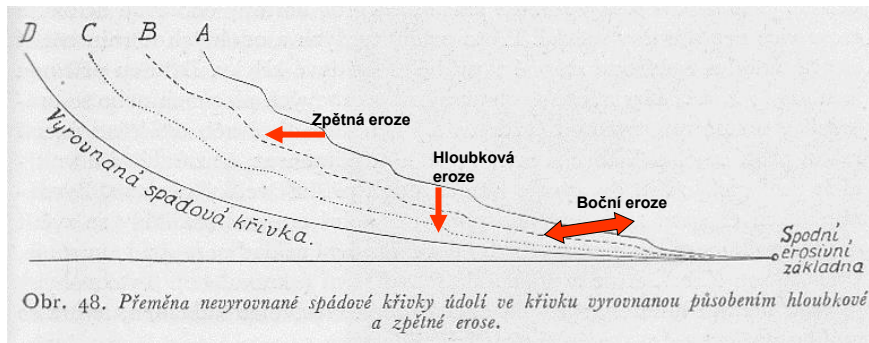 D C B A
Zpětná eroze
Hloubková
eroze
Boční eroze
Vyrovnaná spádová křivka.
Spodní
erosivní
základna
Obr. 48. Přeměna nevyrovnané spádové křivky údolí ve křivku vyrovnanou působením hloubkové
a zpětné erose.